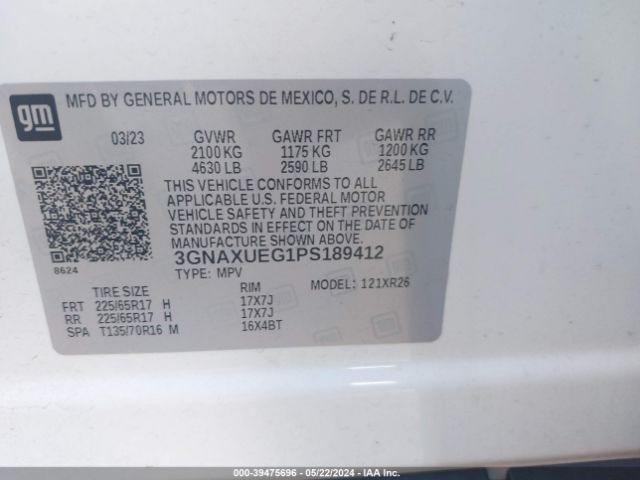 gm
MFD BY GENERAL MOTORS DE MEXICO, S. DE R.L. DE C.V.
03/23 GVWR GAWR FRT GAWR RR
2100 KG 1175 KG 1200 KG
4630 LB 2590 LB 2645 LB
THIS VEHICLE CONFORMS TO ALL
APPLICABLE U.S. FEDERAL MOTOR
VEHICLE SAFETY AND THEFT PREVENTION
STANDARDS IN EFFECT ON THE DATE OF
MANUFACTURE SHOWN ABOVE.
8624
3GNAXUEG1PS189412
TYPE: MPV MODEL: 121XR26
TIRE SIZE RIM
FRT 225/65R17 H 17X7J
RR 225/65R17 H 17X7J
SPA T135/70R16 M 16X4BT
000-39475696 - 05/22/2024 - IAA Inc.